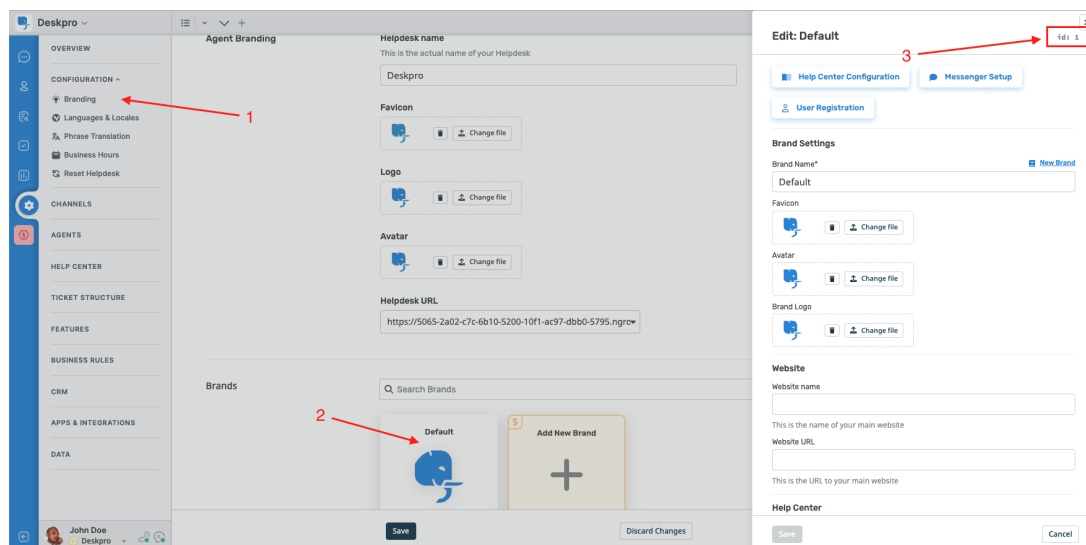 Deskpro
OVERVIEW
CONFIGURATION
Branding
Languages & Locales
Phrase Translation
Business Hours
Reset Helpdesk
CHANNELS
AGENTS
HELP CENTER
TICKET STRUCTURE
FEATURES
BUSINESS RULES
CRM
APPS & INTEGRATIONS
DATA
John Doe
Deskpro
1
Agent Branding
Helpdesk name
This is the actual name of your Helpdesk
Deskpro
Favicon
Change file
Logo
Change file
Avatar
Change file
Helpdesk URL
https://5065-2a02-c7c-6b10-5200-10f1-ac97-dbb0-5795.ngro
Brands
Search Brands
2
Default
$
Add New Brand
Save
Discard Changes
Edit: Default
3
id: 1
Help Center Configuration
Messenger Setup
User Registration
Brand Settings
Brand Name*
New Brand
Default
Favicon
Change file
Avatar
Change file
Brand Logo
Change file
Website
Website name
This is the name of your main website
Website URL
This is the URL to your main website
Help Center
Save
Cancel